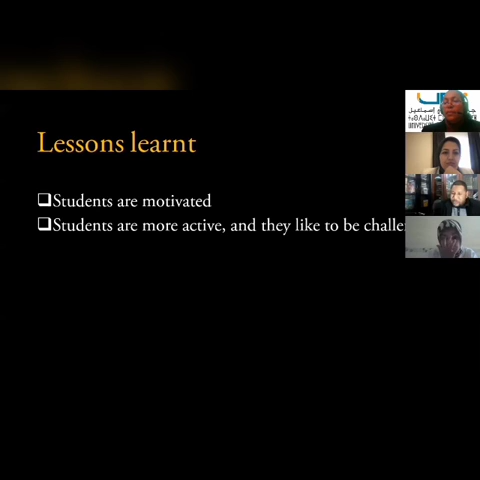 Lessons learnt
❑Students are motivated
❑Students are more active, and they like to be challe